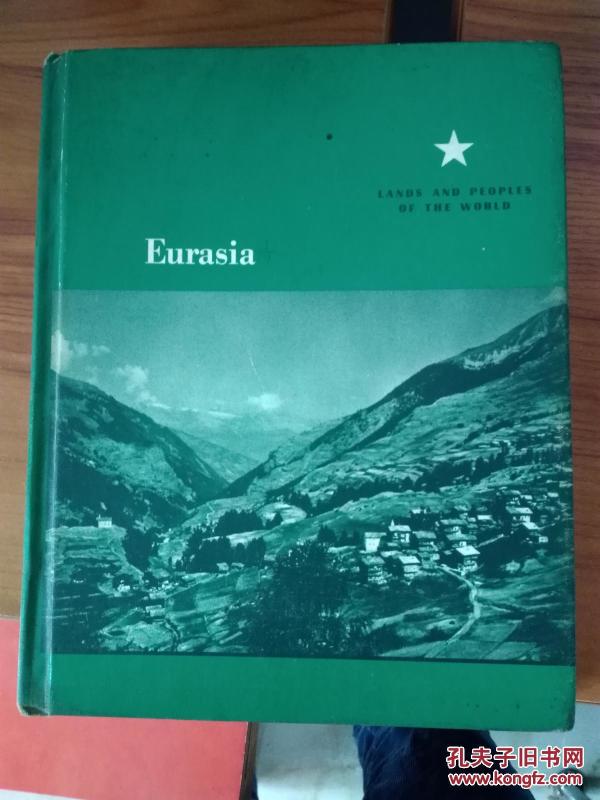 LANDS AND PEOPLES
OF THE WORLD
Eurasia
孔夫子旧书网
www.kongfz.com